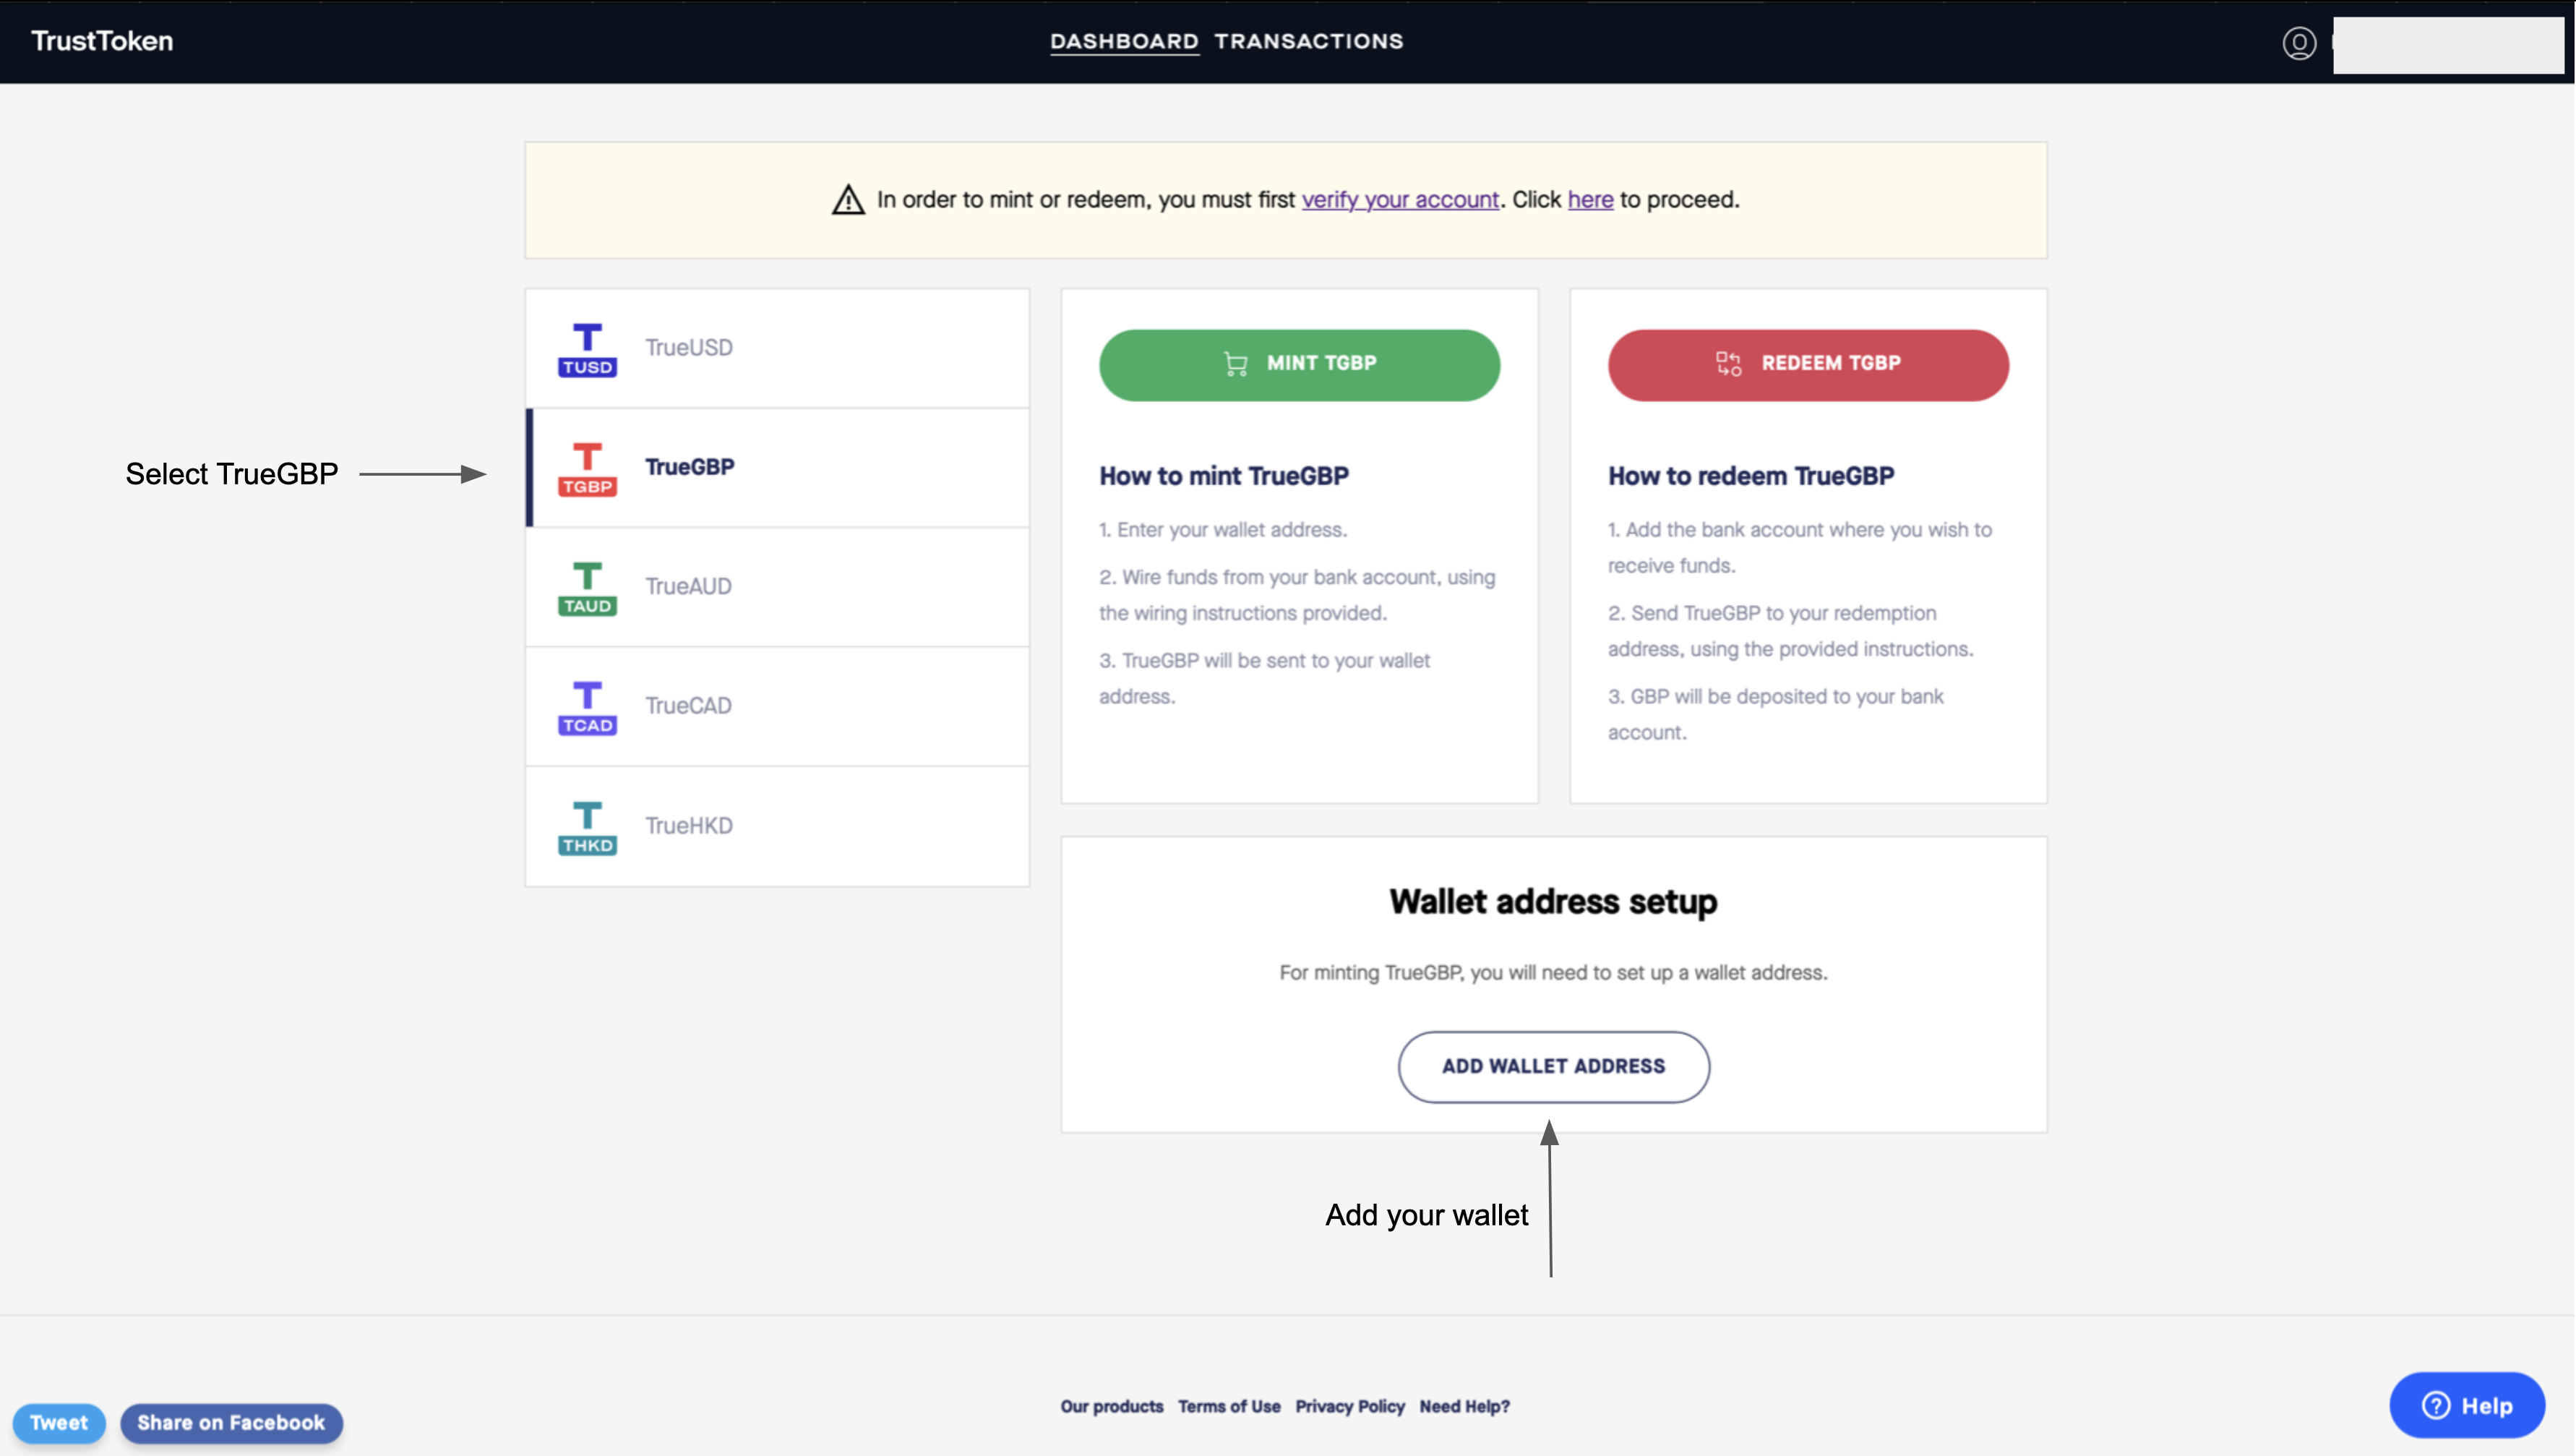 TrustToken
DASHBOARD TRANSACTIONS
In order to mint or redeem, you must first verify your account. Click here to proceed.
T
TUSD
TrueUSD
Select TrueGBP
T
TGBP
TrueGBP
T
TAUD
TrueAUD
T
TCAD
TrueCAD
T
THKD
TrueHKD
MINT TGBP
How to mint TrueGBP
1. Enter your wallet address.
2. Wire funds from your bank account, using
the wiring instructions provided.
3. TrueGBP will be sent to your wallet
address.
REDEEM TGBP
How to redeem TrueGBP
1. Add the bank account where you wish to
receive funds.
2. Send TrueGBP to your redemption
address, using the provided instructions.
3. GBP will be deposited to your bank
account.
Wallet address setup
For minting TrueGBP, you will need to set up a wallet address.
ADD WALLET ADDRESS
Add your wallet
Tweet
Share on Facebook
Our products Terms of Use Privacy Policy Need Help?
Help